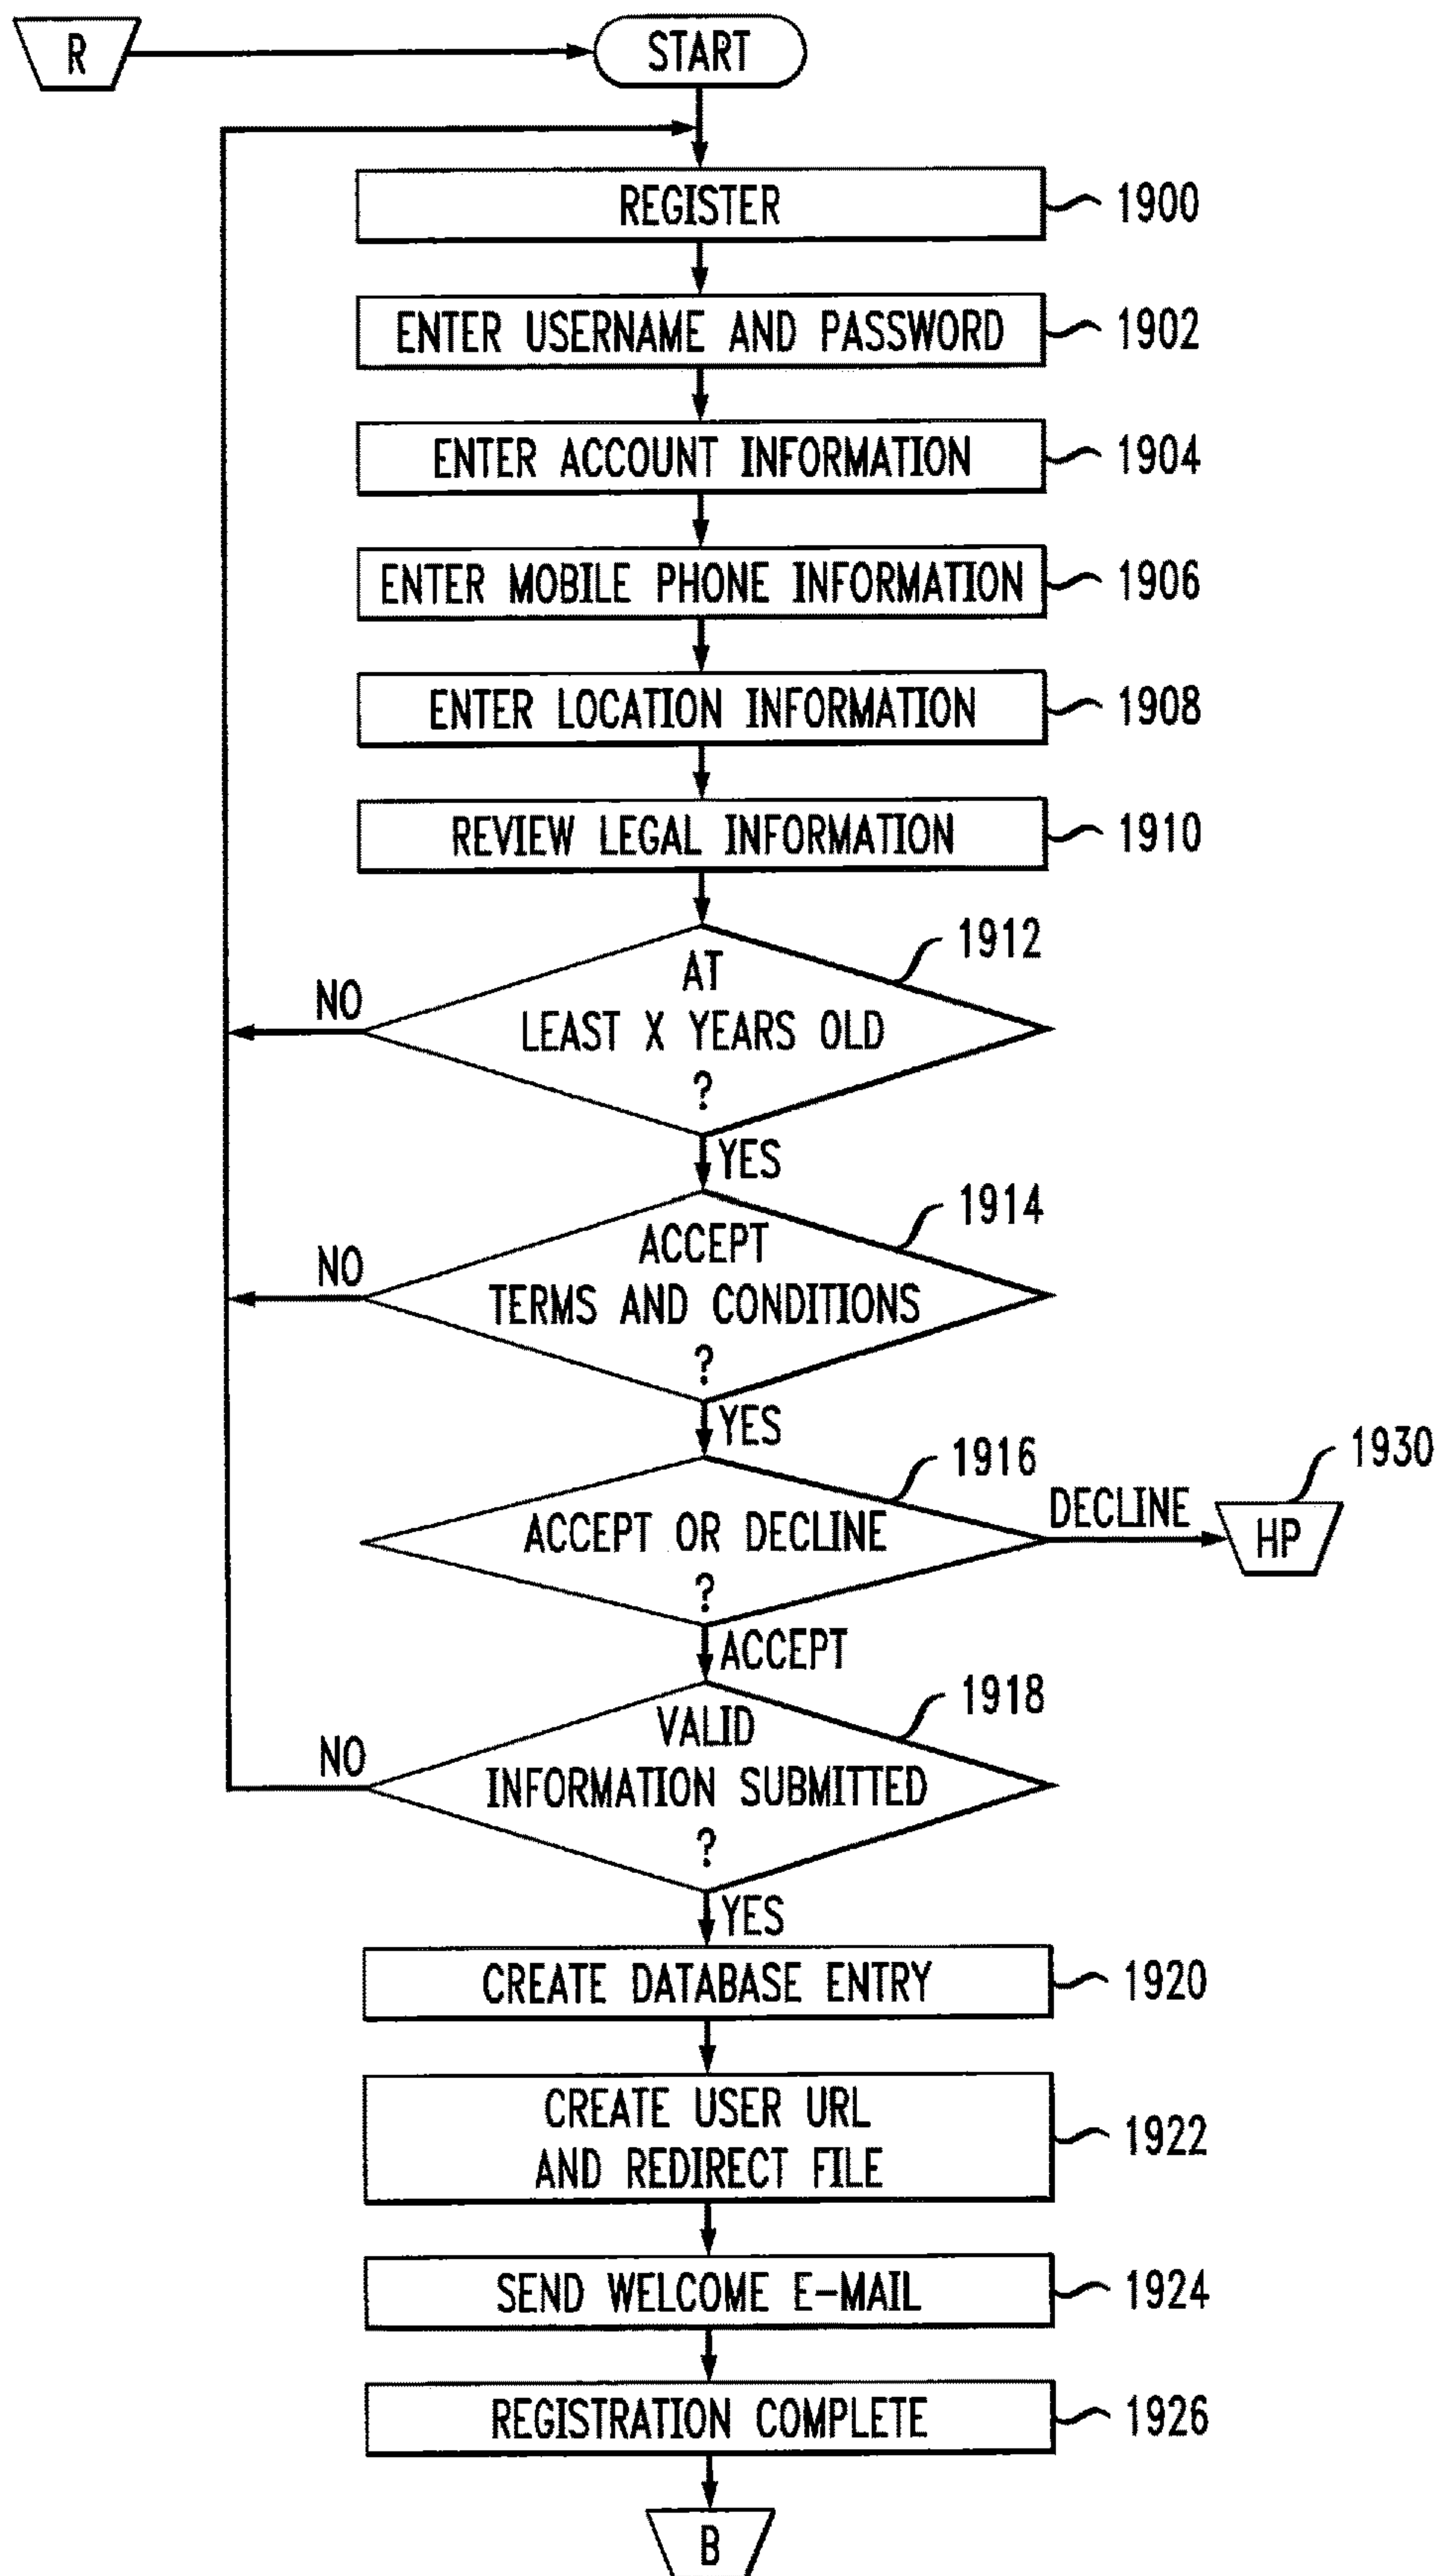 R
START
REGISTER
1900
ENTER USERNAME AND PASSWORD
1902
ENTER ACCOUNT INFORMATION
1904
ENTER MOBILE PHONE INFORMATION
1906
ENTER LOCATION INFORMATION
1908
REVIEW LEGAL INFORMATION
1910
1912
AT
LEAST X YEARS OLD
?
NO
YES
1914
ACCEPT
TERMS AND CONDITIONS
?
NO
YES
1916
ACCEPT OR DECLINE
?
DECLINE
1930
HP
ACCEPT
1918
VALID
INFORMATION SUBMITTED
?
NO
YES
CREATE DATABASE ENTRY
1920
CREATE USER URL
AND REDIRECT FILE
1922
SEND WELCOME E-MAIL
1924
REGISTRATION COMPLETE
1926
B